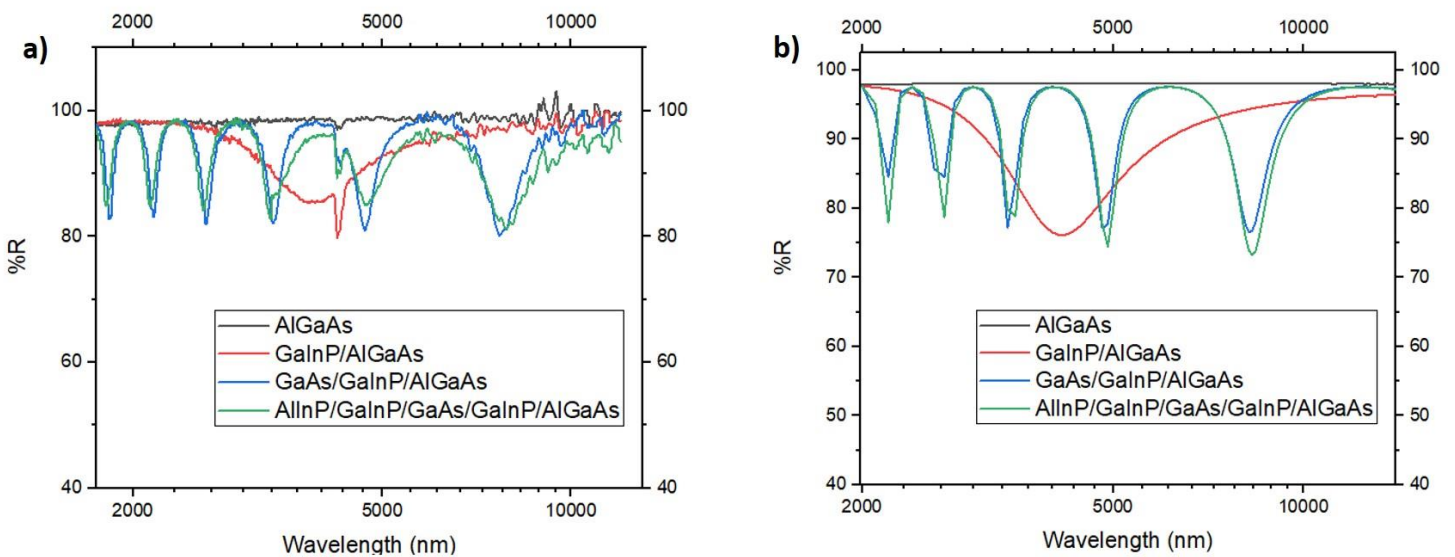 a)
2000 5000 10000
100 100
80 80
60 60
40 40
%R
AlGaAs
GaInP/AlGaAs
GaAs/GaInP/AlGaAs
AlInP/GaInP/GaAs/GaInP/AlGaAs
2000 5000 10000
Wavelength (nm)
b)
2000 5000 10000
100 100
90 90
80 80
70 70
60 60
50 50
40 40
%R
AlGaAs
GaInP/AlGaAs
GaAs/GaInP/AlGaAs
AlInP/GaInP/GaAs/GaInP/AlGaAs
2000 5000 10000
Wavelength (nm)